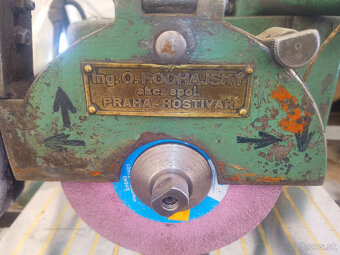 Ing. O. PODHAJSKÝ
akc. spol.
PRAHA-HOSTIVAŘ